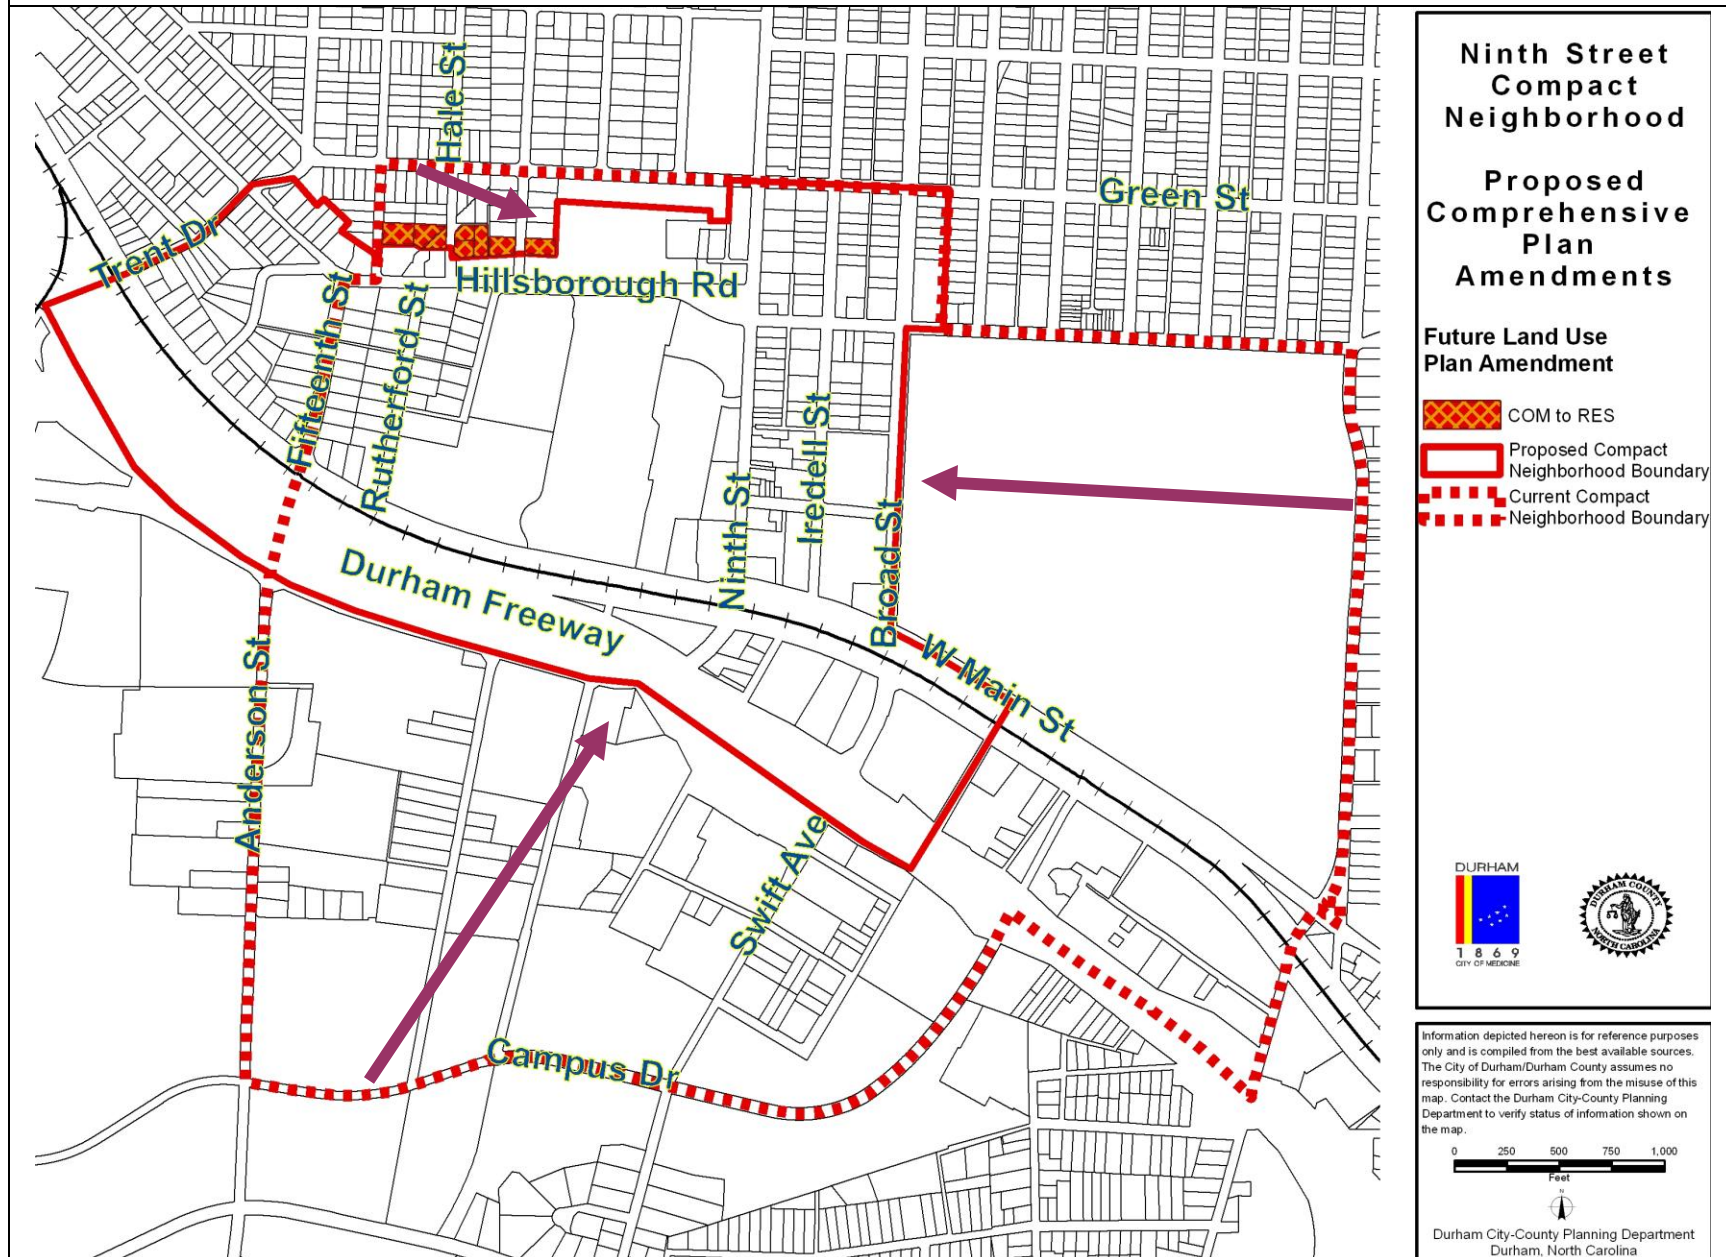 Hale St
Green St
Trent Dr
Hillsborough Rd
Fifteenth St
Rutherford St
Iredell St
Ninth St
Broad St
Durham Freeway
W Main St
Anderson St
Swift Ave
Campus Dr
Ninth Street
Compact
Neighborhood
Proposed
Comprehensive
Plan
Amendments
Future Land Use
Plan Amendment
COM to RES
Proposed Compact
Neighborhood Boundary
Current Compact
Neighborhood Boundary
DURHAM
1 8 6 9
CITY OF MEDICINE
DURHAM COUNTY
NORTH CAROLINA
Information depicted hereon is for reference purposes
only and is compiled from the best available sources.
The City of Durham/Durham County assumes no
responsibility for errors arising from the misuse of this
map. Contact the Durham City-County Planning
Department to verify status of information shown on
the map.
0 250 500 750 1,000
Feet
N
Durham City-County Planning Department
Durham, North Carolina